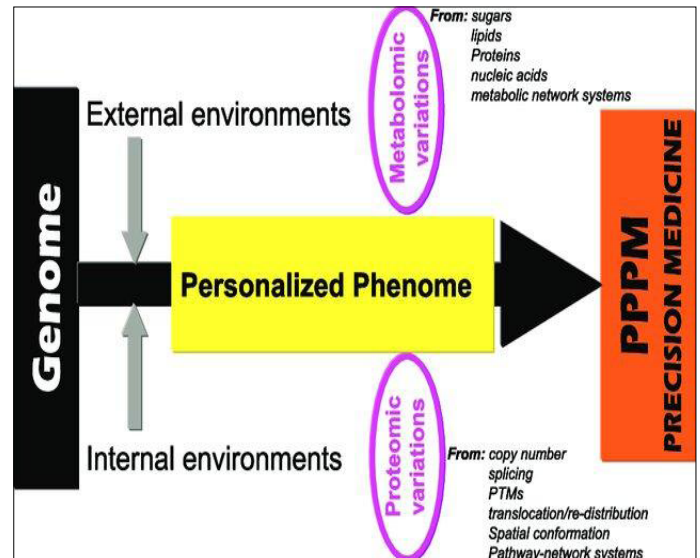 Genome
External environments
Internal environments
Personalized Phenome
Metabolomic
variations
From: sugars
lipids
Proteins
nucleic acids
metabolic network systems
Proteomic
variations
From: copy number
splicing
PTMs
translocation/re-distribution
Spatial conformation
Pathway-network systems
PPPM
PRECISION MEDICINE